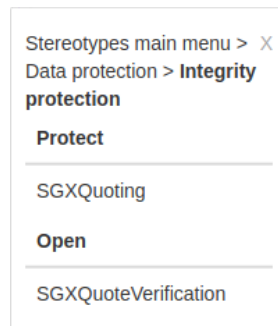 Stereotypes main menu > X
Data protection > Integrity
protection
Protect
SGXQuoting
Open
SGXQuoteVerification